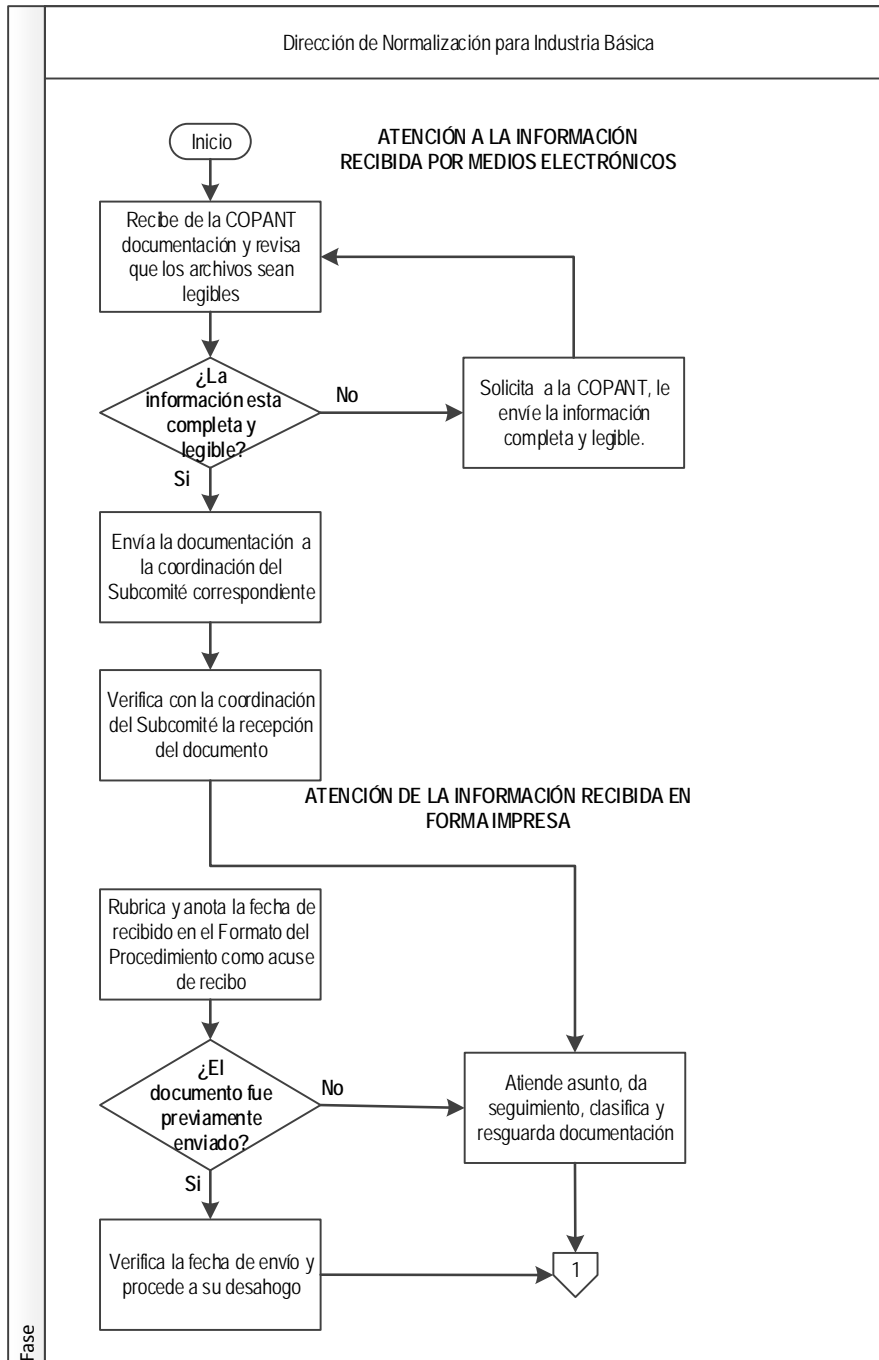 Dirección de Normalización para Industria Básica
Inicio
ATENCIÓN A LA INFORMACIÓN
RECIBIDA POR MEDIOS ELECTRÓNICOS
Recibe de la COPANT
documentación y revisa
que los archivos sean
legibles
¿La
información esta
completa y
legible?
No
Solicita a la COPANT, le
envíe la información
completa y legible.
Si
Envía la documentación a
la coordinación del
Subcomité correspondiente
Verifica con la coordinación
del Subcomité la recepción
del documento
ATENCIÓN DE LA INFORMACIÓN RECIBIDA EN
FORMA IMPRESA
Rubrica y anota la fecha de
recibido en el Formato del
Procedimiento como acuse
de recibo
¿El
documento fue
previamente
enviado?
No
Atiende asunto, da
seguimiento, clasifica y
resguarda documentación
Si
Verifica la fecha de envío y
procede a su desahogo
1
Fase